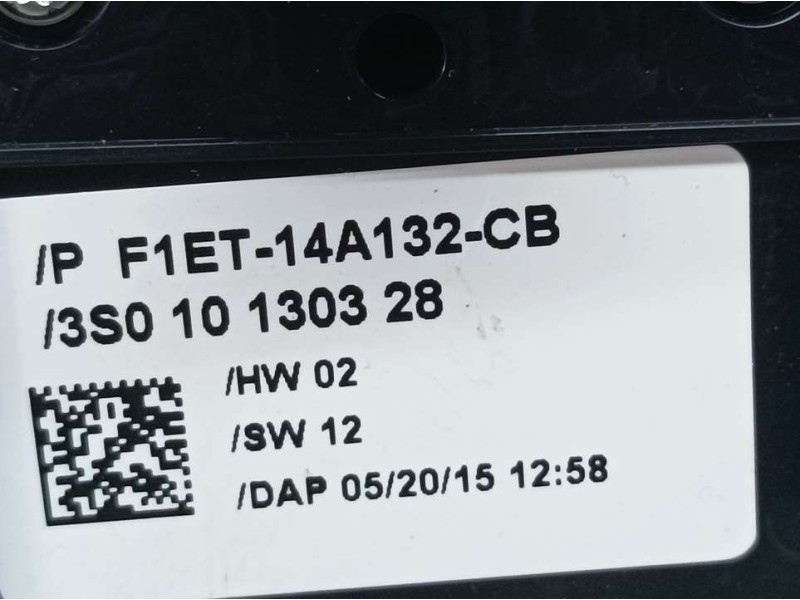 /P F1ET-14A132-CB
/3S0 10 1303 28
/HW 02
/SW 12
/DAP 05/20/15 12:58